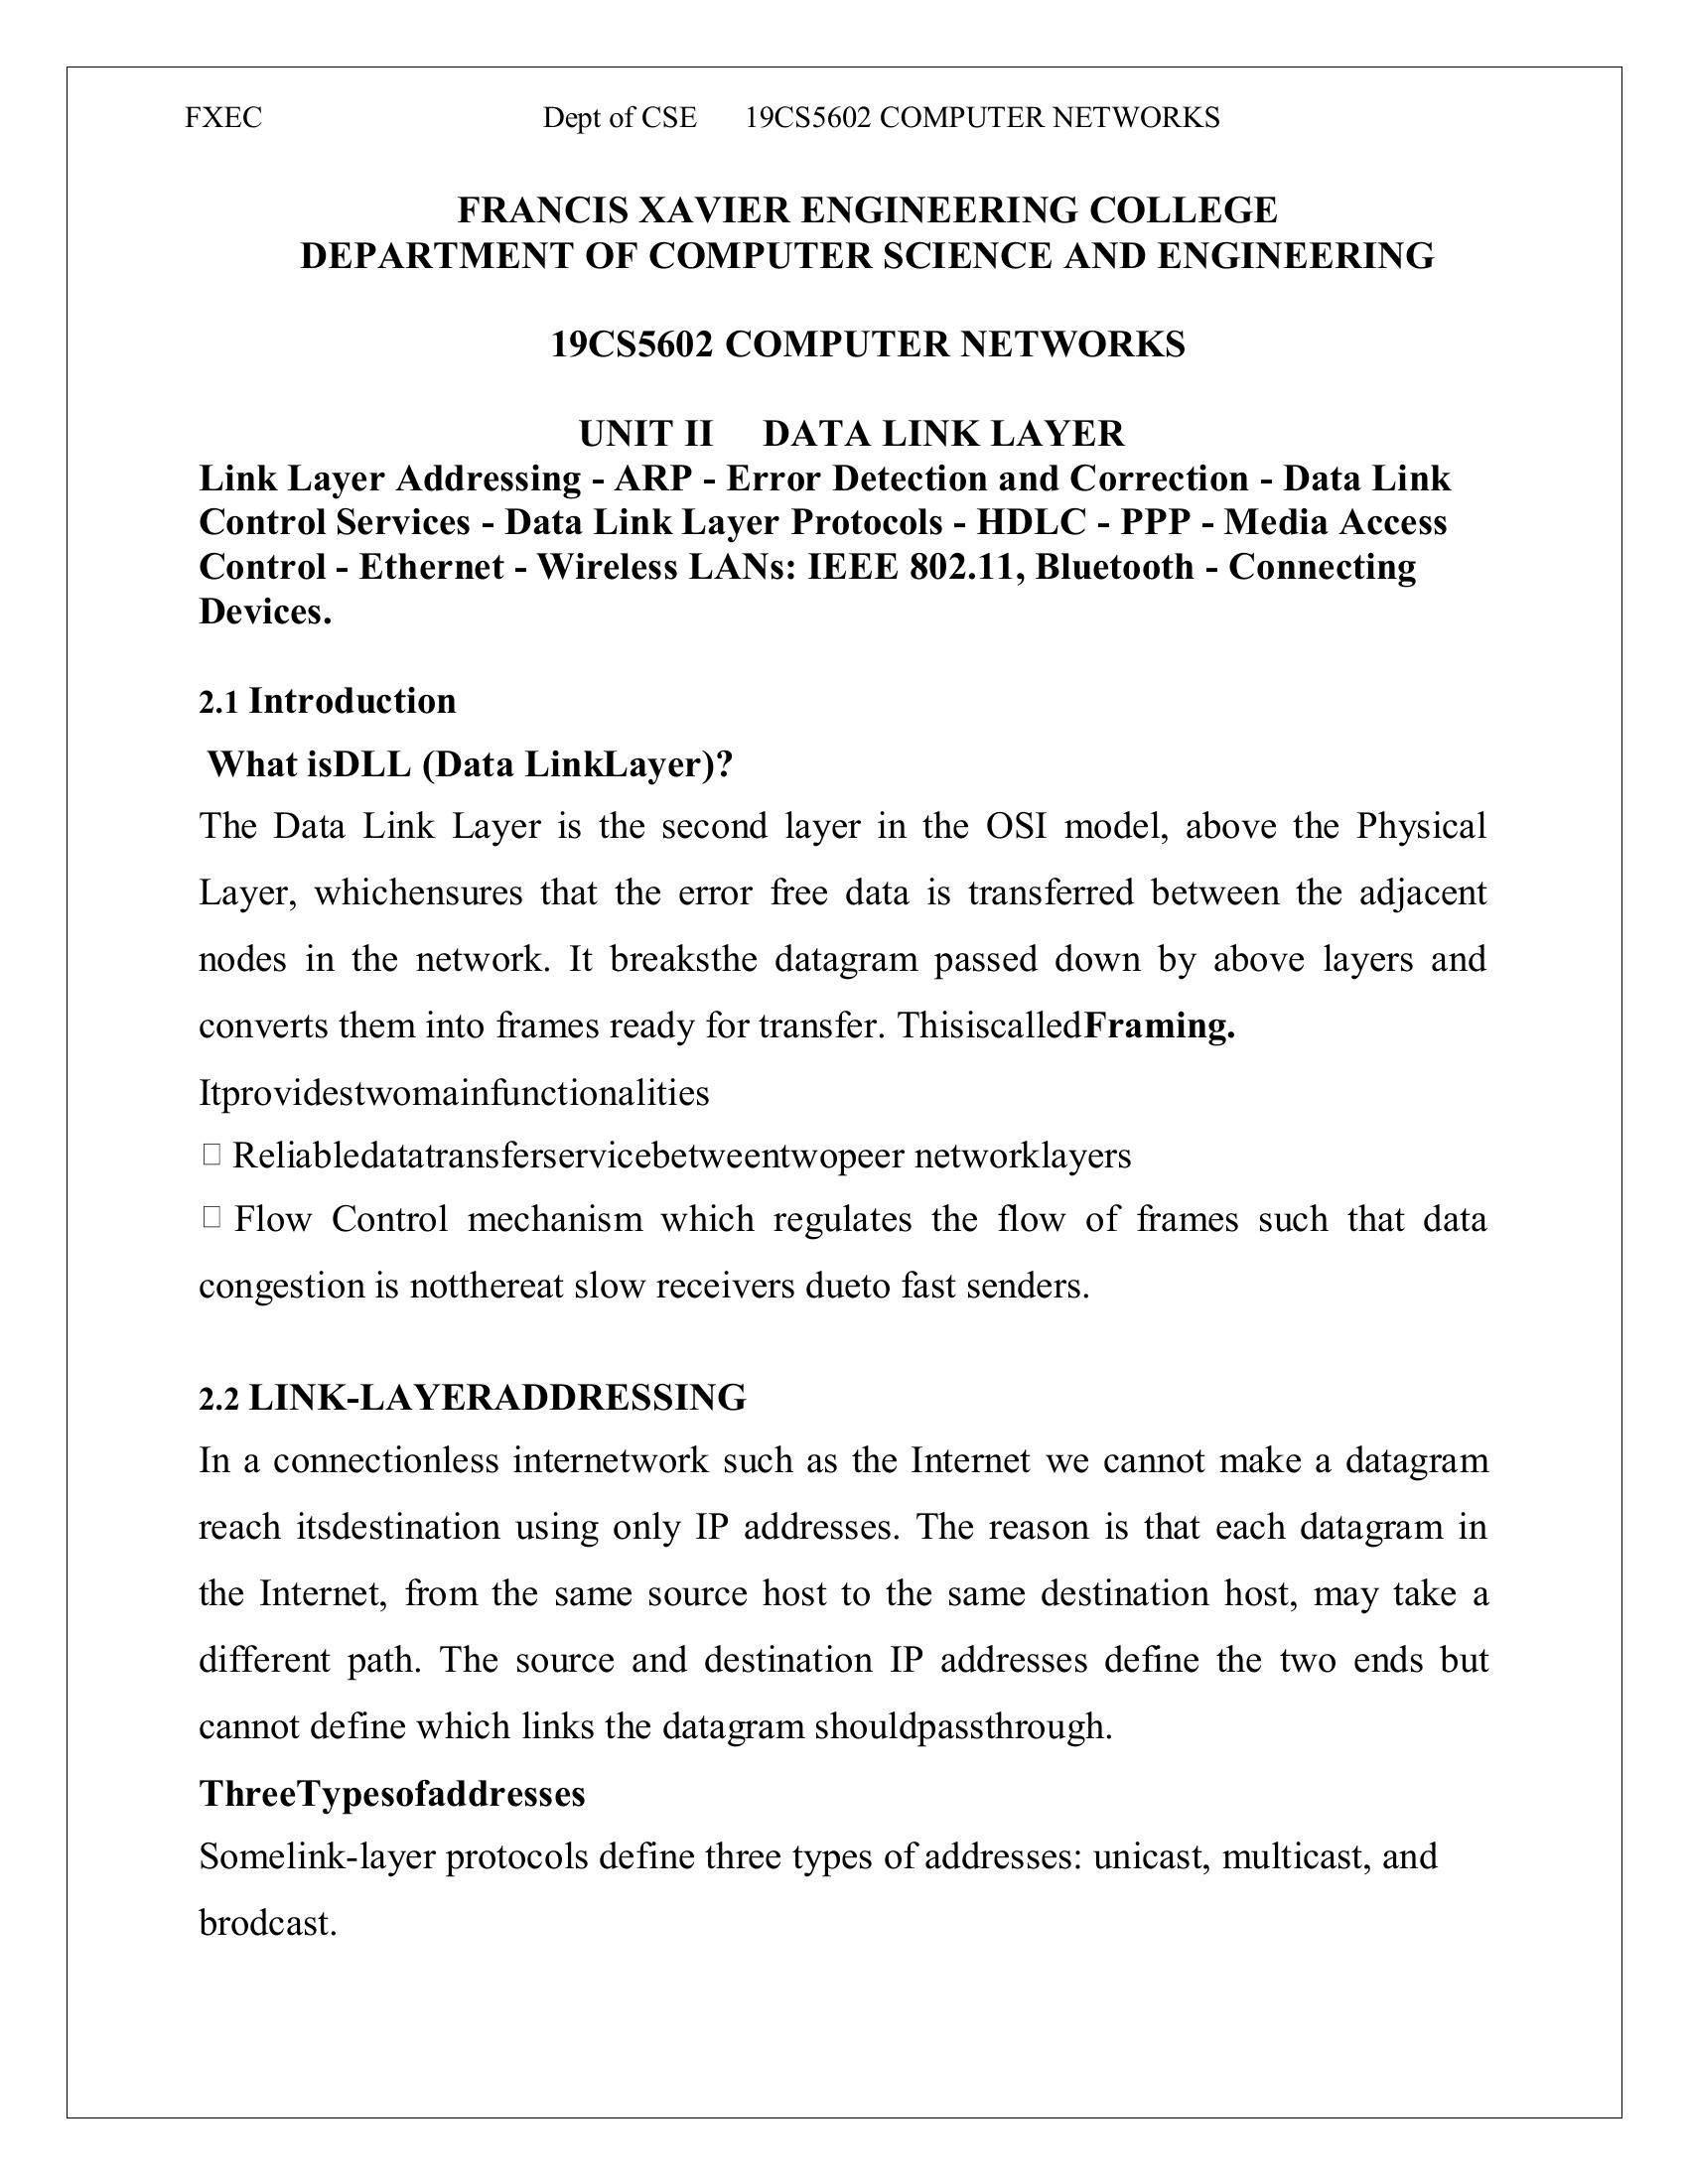 FXEC Dept of CSE 19CS5602 COMPUTER NETWORKS
FRANCIS XAVIER ENGINEERING COLLEGE
DEPARTMENT OF COMPUTER SCIENCE AND ENGINEERING
19CS5602 COMPUTER NETWORKS
UNIT II DATA LINK LAYER
Link Layer Addressing - ARP - Error Detection and Correction - Data Link
Control Services - Data Link Layer Protocols - HDLC - PPP - Media Access
Control - Ethernet - Wireless LANs: IEEE 802.11, Bluetooth - Connecting
Devices.
2.1 Introduction
What isDLL (Data LinkLayer)?
The Data Link Layer is the second layer in the OSI model, above the Physical
Layer, whichensures that the error free data is transferred between the adjacent
nodes in the network. It breaksthe datagram passed down by above layers and
converts them into frames ready for transfer. ThisiscalledFraming.
Itprovidestwomainfunctionalities
Reliabledatatransferservicebetweentwopeer networklayers
Flow Control mechanism which regulates the flow of frames such that data
congestion is notthereat slow receivers dueto fast senders.
2.2 LINK-LAYERADDRESSING
In a connectionless internetwork such as the Internet we cannot make a datagram
reach itsdestination using only IP addresses. The reason is that each datagram in
the Internet, from the same source host to the same destination host, may take a
different path. The source and destination IP addresses define the two ends but
cannot define which links the datagram shouldpassthrough.
ThreeTypesofaddresses
Somelink-layer protocols define three types of addresses: unicast, multicast, and
brodcast.